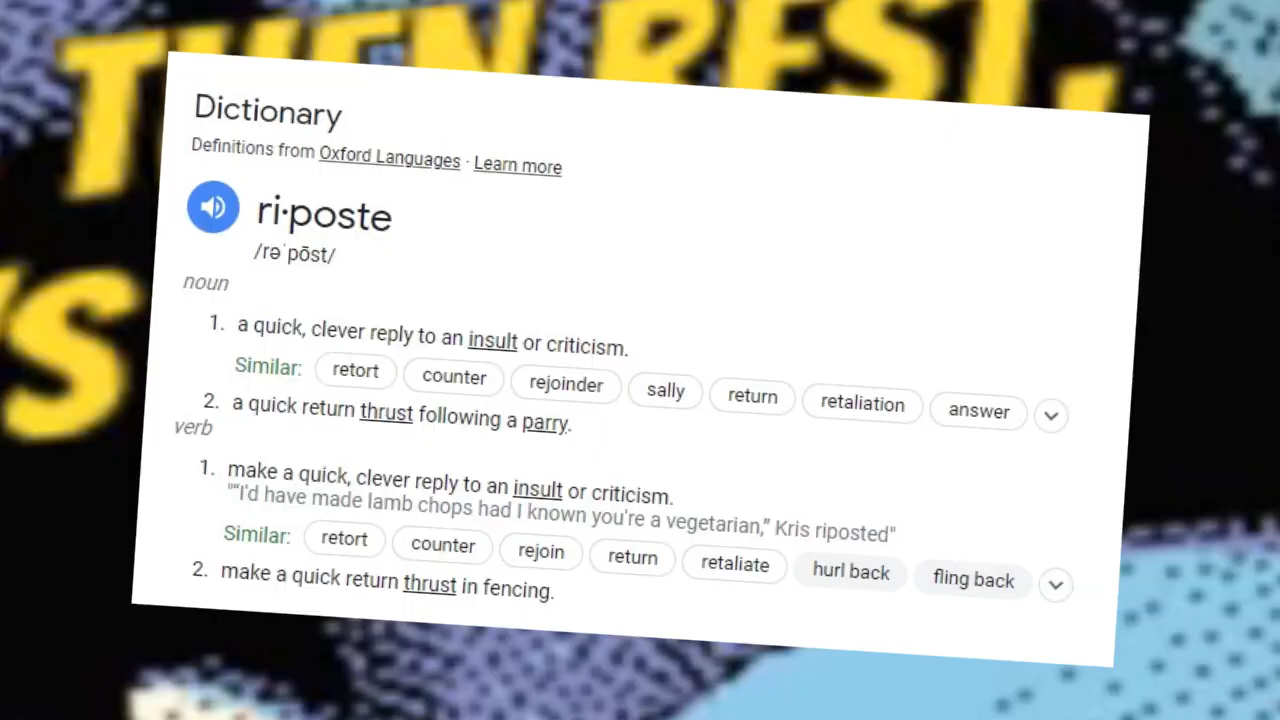 THEN REST,
'S
Dictionary
Definitions from Oxford Languages · Learn more
ri·poste
/rəˈpōst/
noun
1. a quick, clever reply to an insult or criticism.
Similar: retort counter rejoinder sally return retaliation answer
2. a quick return thrust following a parry.
verb
1. make a quick, clever reply to an insult or criticism.
"“I'd have made lamb chops had I known you're a vegetarian,” Kris riposted"
Similar: retort counter rejoin return retaliate hurl back fling back
2. make a quick return thrust in fencing.